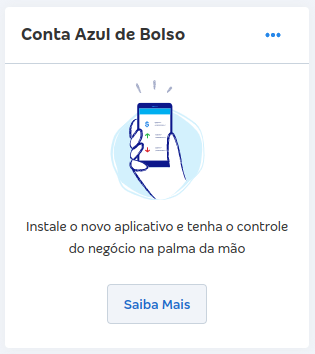 Conta Azul de Bolso
$
Instale o novo aplicativo e tenha o controle
do negócio na palma da mão
Saiba Mais